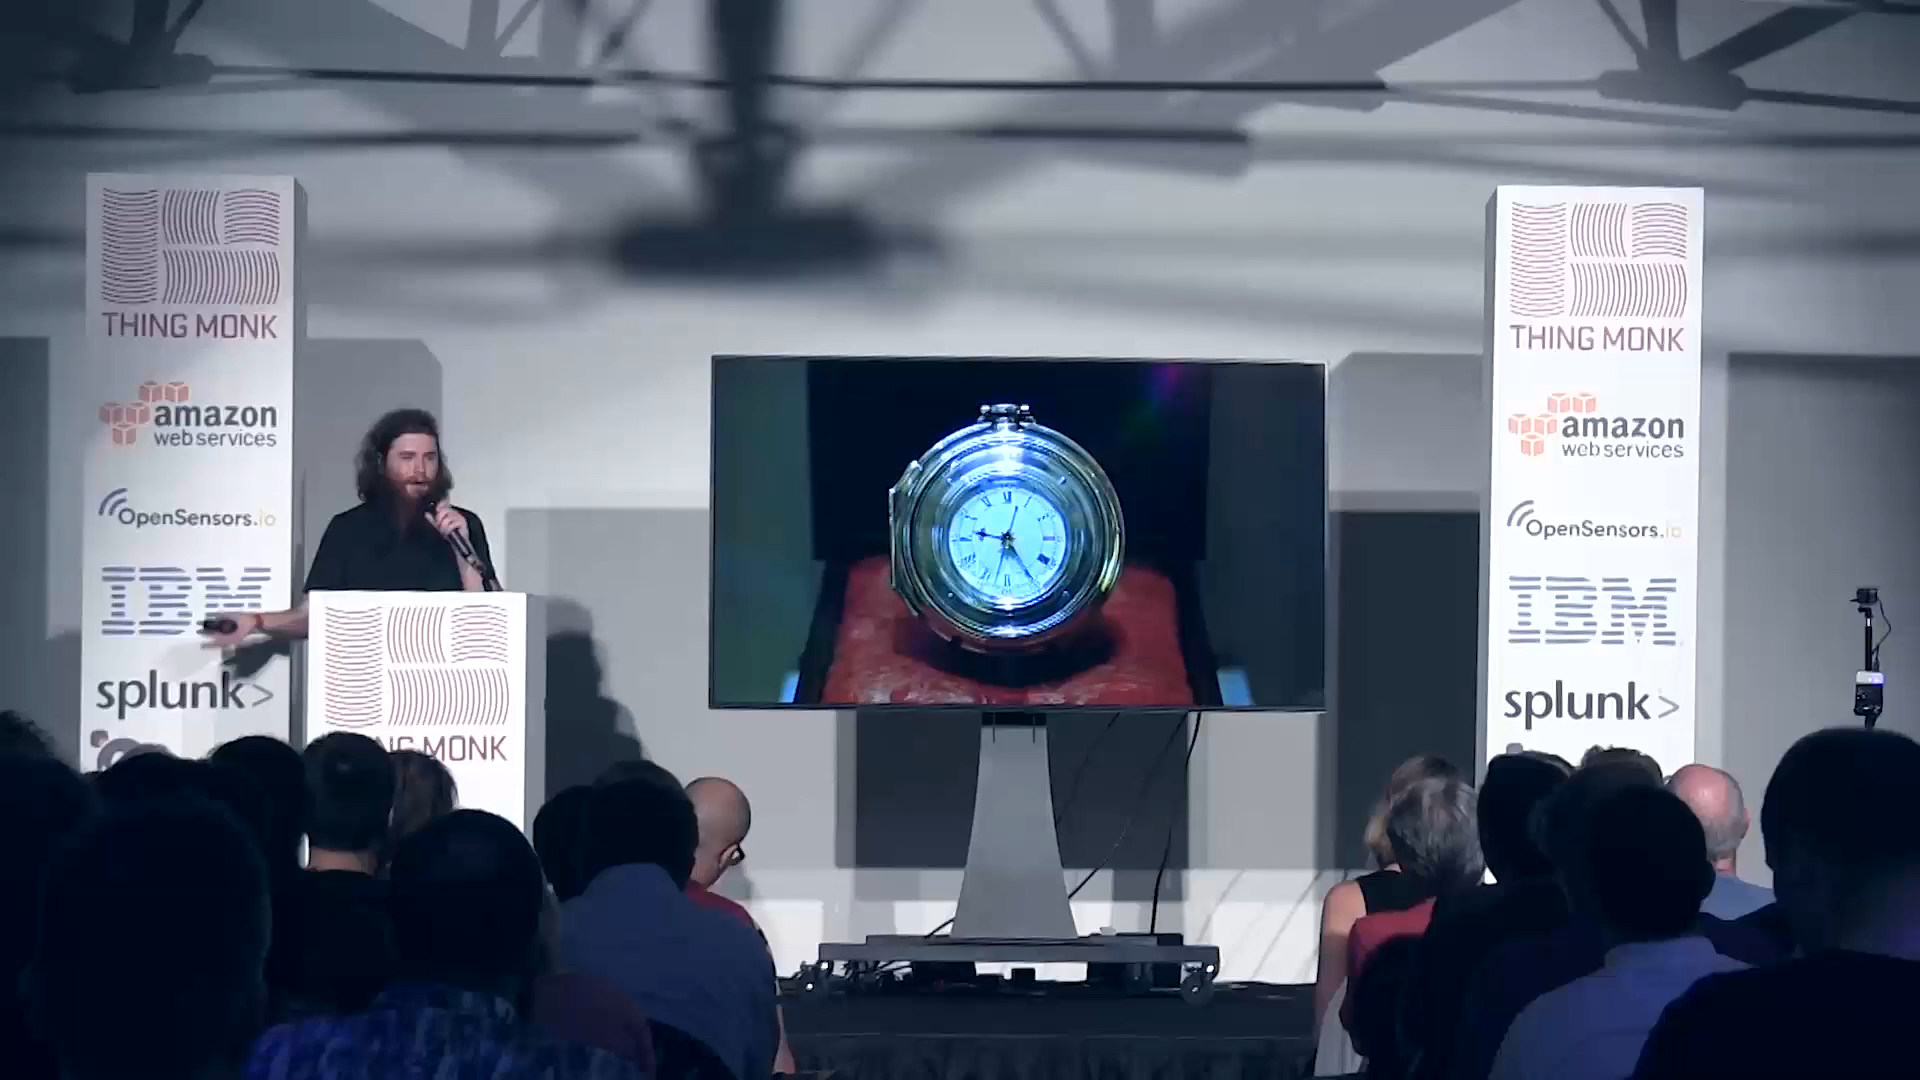 THING MONK
amazon
web services
OpenSensors.io
IBM
splunk>
MONK
THING MONK
amazon
web services
OpenSensors.io
IBM
splunk>